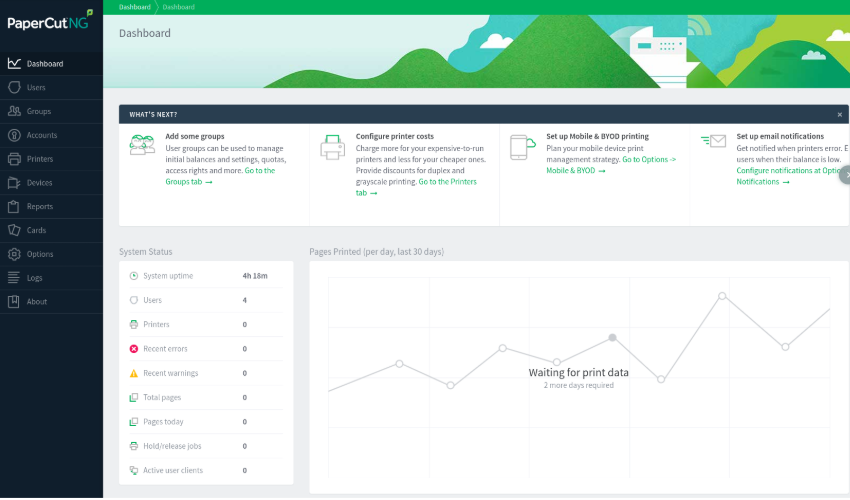 PaperCutNG
Dashboard
Users
Groups
Accounts
Printers
Devices
Reports
Cards
Options
Logs
About
Dashboard Dashboard
Dashboard
WHAT'S NEXT? ×
Add some groups
User groups can be used to manage
initial balances and settings, quotas,
access rights and more. Go to the
Groups tab →
Configure printer costs
Charge more for your expensive-to-run
printers and less for your cheaper ones.
Provide discounts for duplex and
grayscale printing. Go to the Printers
tab →
Set up Mobile & BYOD printing
Plan your mobile device print
management strategy. Go to Options ->
Mobile & BYOD →
Set up email notifications
Get notified when printers error. E
users when their balance is low.
Configure notifications at Optio
Notifications →
System Status
System uptime 4h 18m
Users 4
Printers 0
Recent errors 0
Recent warnings 0
Total pages 0
Pages today 0
Hold/release jobs 0
Active user clients 0
Pages Printed (per day, last 30 days)
Waiting for print data
2 more days required